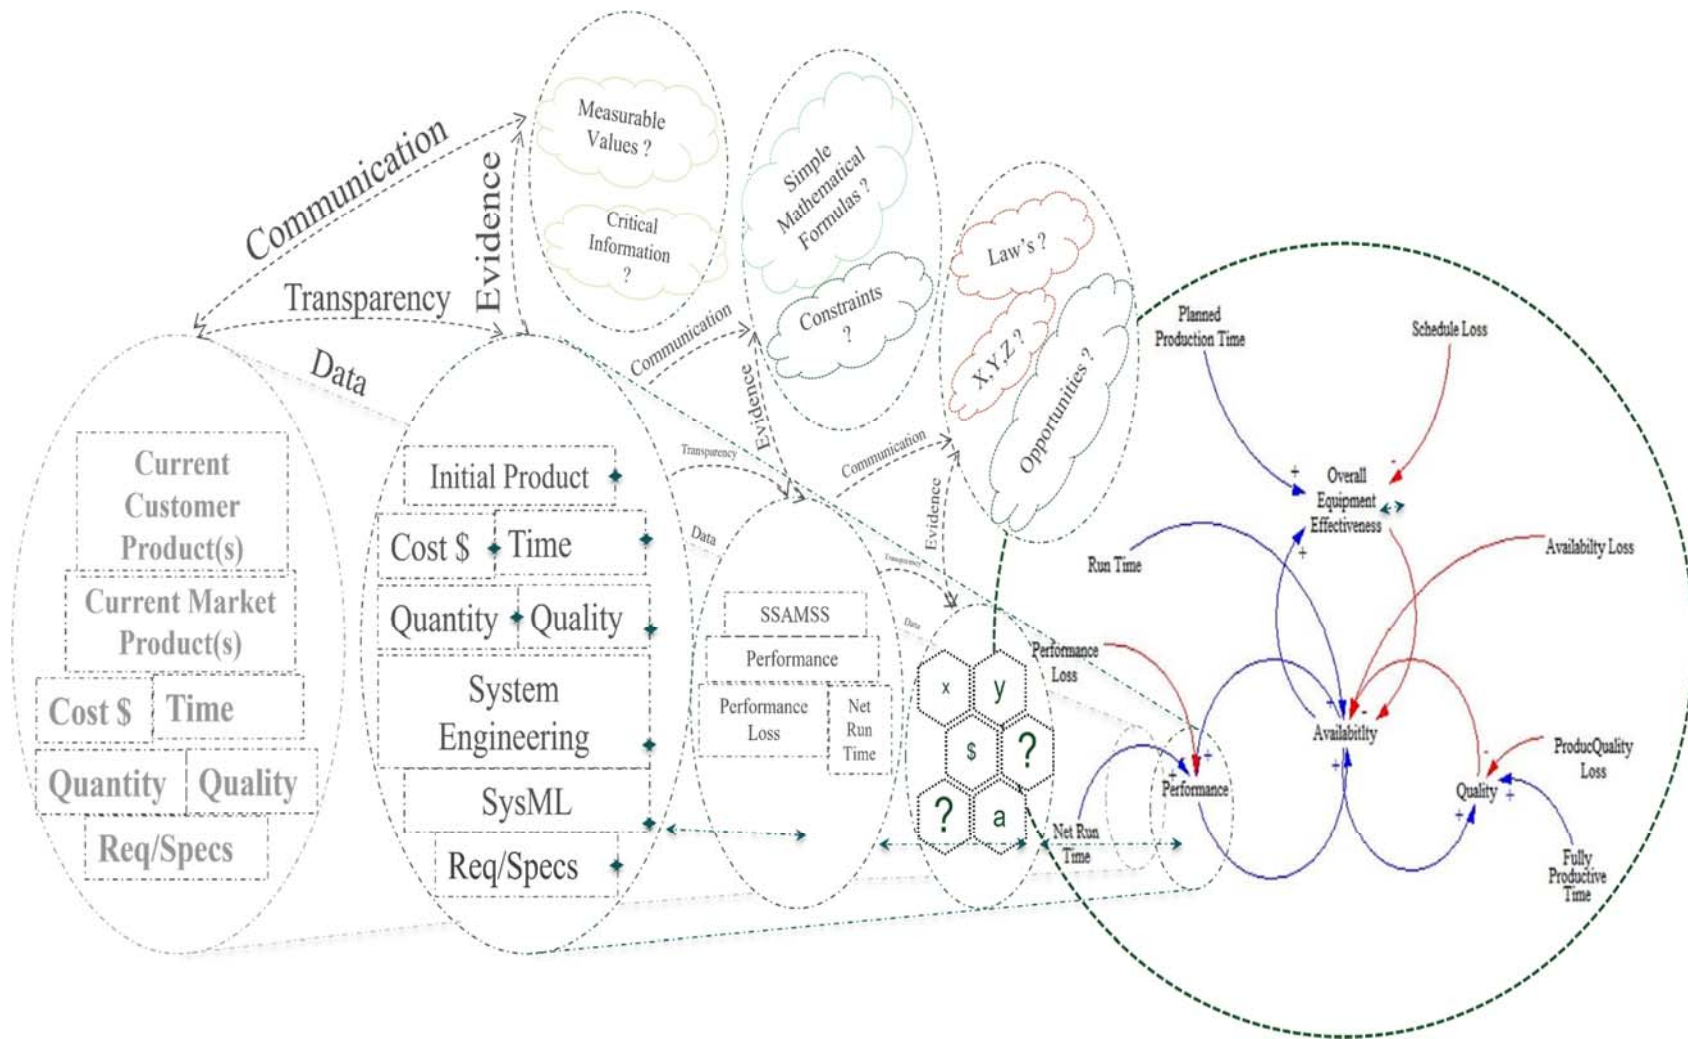 Communication
Transparency
Evidence
Data
Measurable
Values ?
Critical
Information
?
Simple
Mathematical
Formulas ?
Constraints
?
Law's ?
X,Y,Z ?
Opportunities ?
Current
Customer
Product(s)
Current Market
Product(s)
Cost $
Time
Quantity
Quality
Req/Specs
Initial Product
Cost $
Time
Quantity
Quality
System
Engineering
SysML
Req/Specs
Communication
Evidence
Transparency
Data
SSAMSS
Performance
Performance
Loss
Net
Run
Time
Communication
Evidence
Transparency
Data
x
y
$
?
?
a
Planned
Production Time
Schedule Loss
+
-
Overall
Equipment
Effectiveness
+
Run Time
Availabilty Loss
Performance
Loss
+
-
Availabitlty
+
+
+
Performance
Net Run
Time
-
ProducQuality
Loss
Quality
+
+
Fully
Productive
Time